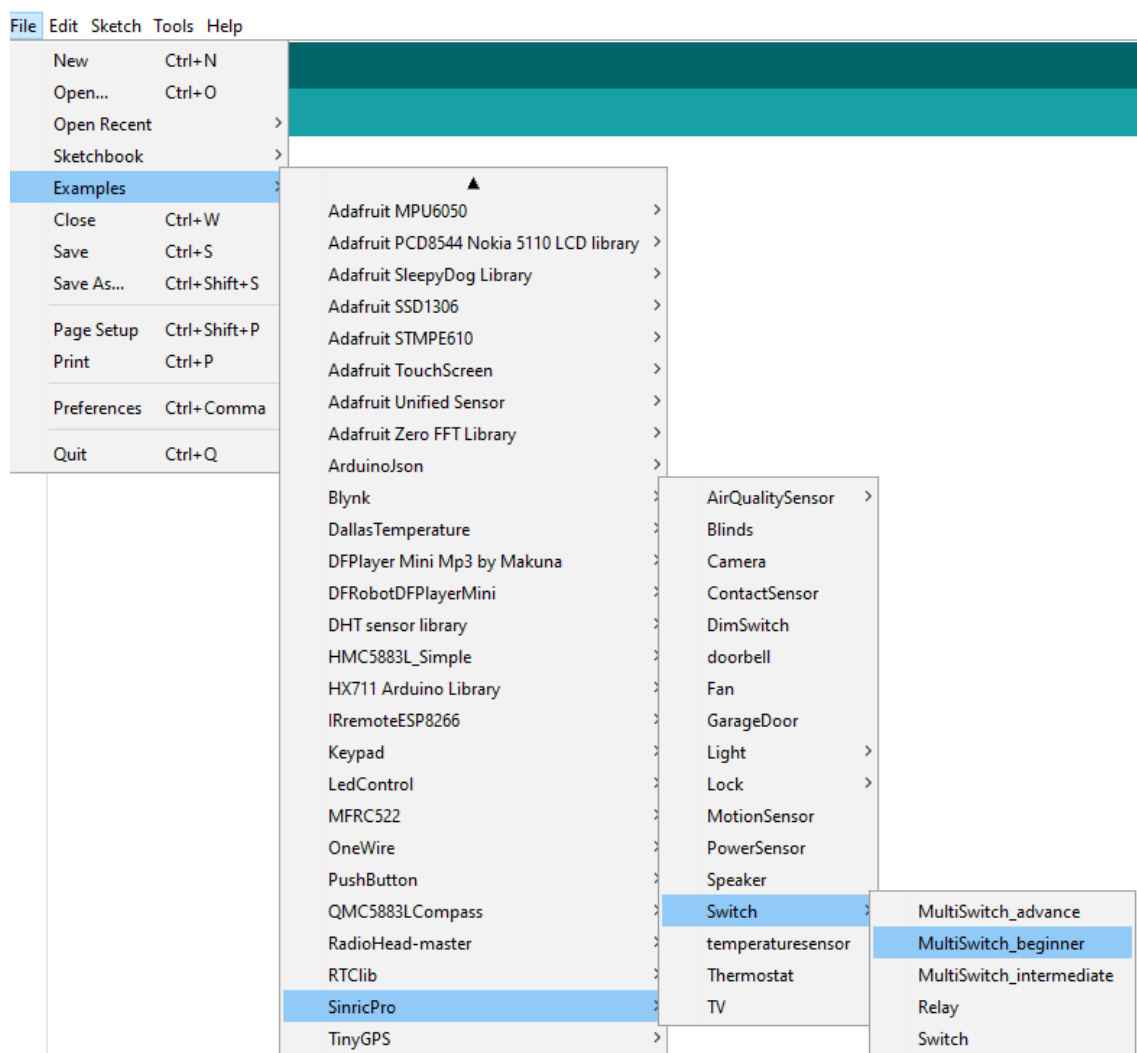 File Edit Sketch Tools Help
New Ctrl+N
Open... Ctrl+O
Open Recent
Sketchbook
Examples
Close Ctrl+W
Save Ctrl+S
Save As... Ctrl+Shift+S
Page Setup Ctrl+Shift+P
Print Ctrl+P
Preferences Ctrl+Comma
Quit Ctrl+Q
Adafruit MPU6050
Adafruit PCD8544 Nokia 5110 LCD library
Adafruit SleepyDog Library
Adafruit SSD1306
Adafruit STMPE610
Adafruit TouchScreen
Adafruit Unified Sensor
Adafruit Zero FFT Library
ArduinoJson
Blynk
DallasTemperature
DFPlayer Mini Mp3 by Makuna
DFRobotDFPlayerMini
DHT sensor library
HMC5883L_Simple
HX711 Arduino Library
IRremoteESP8266
Keypad
LedControl
MFRC522
OneWire
PushButton
QMC5883LCompass
RadioHead-master
RTClib
SinricPro
TinyGPS
AirQualitySensor
Blinds
Camera
ContactSensor
DimSwitch
doorbell
Fan
GarageDoor
Light
Lock
MotionSensor
PowerSensor
Speaker
Switch
temperaturesensor
Thermostat
TV
MultiSwitch_advance
MultiSwitch_beginner
MultiSwitch_intermediate
Relay
Switch